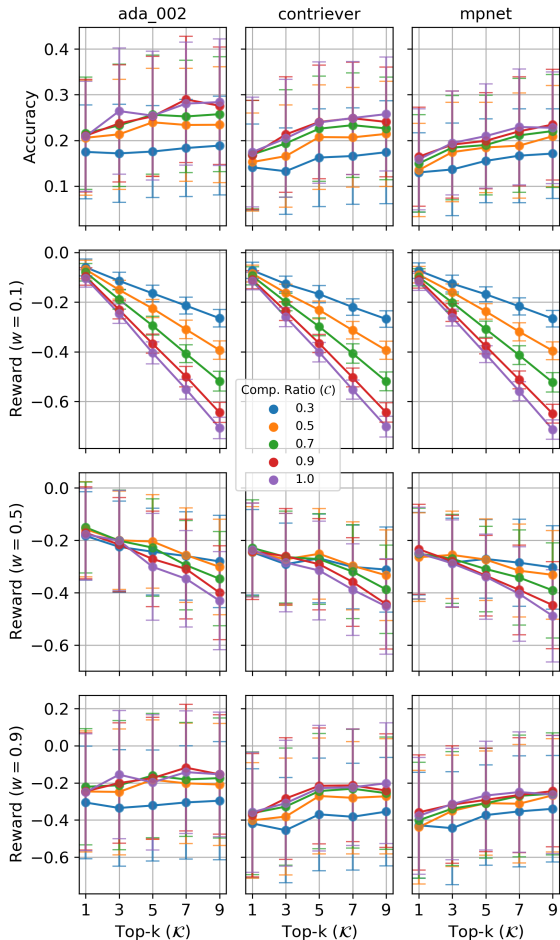 ada_002 contriever mpnet
Accuracy
0.4
0.3
0.2
0.1
Reward (w = 0.1)
0.0
−0.2
−0.4
−0.6
Comp. Ratio (𝒞)
0.3
0.5
0.7
0.9
1.0
Reward (w = 0.5)
0.0
−0.2
−0.4
−0.6
Reward (w = 0.9)
0.2
0.0
−0.2
−0.4
−0.6
1 3 5 7 9 1 3 5 7 9 1 3 5 7 9
Top-k (𝒦) Top-k (𝒦) Top-k (𝒦)